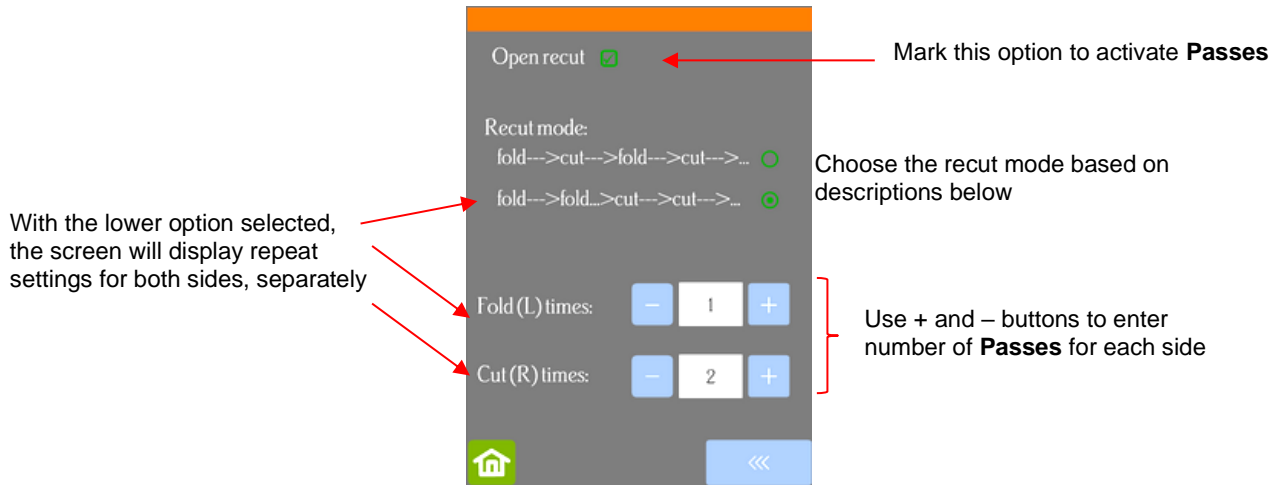 Open recut
Mark this option to activate Passes
Recut mode:
fold--->cut--->fold--->cut--->...
fold--->fold...>cut--->cut--->...
Choose the recut mode based on
descriptions below
With the lower option selected,
the screen will display repeat
settings for both sides, separately
Fold (L) times:
- 1 +
Cut (R) times:
- 2 +
Use + and – buttons to enter
number of Passes for each side